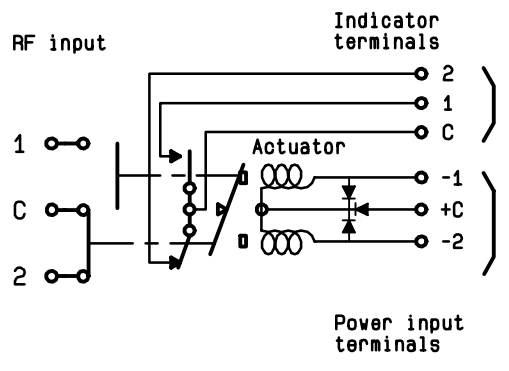 Indicator
terminals
RF input
2
1
C
1
Actuator
-1
C
+C
-2
2
Power input
terminals